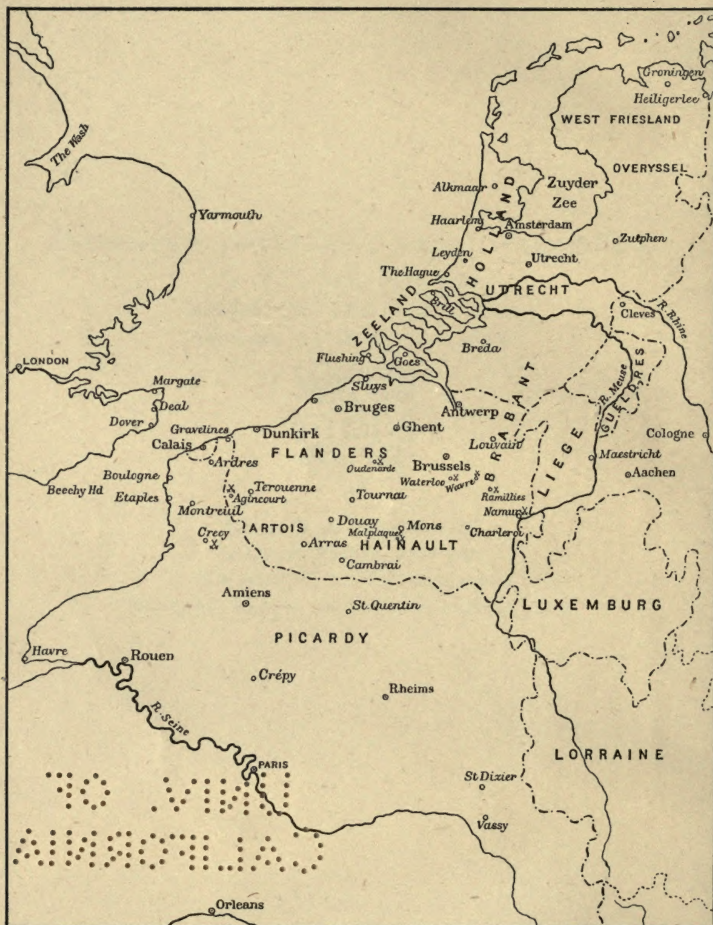 Groningen
Heiligerlee
WEST FRIESLAND
The Wash
OVERYSSEL
Alkmaar
Zuyder
Zee
HOLLAND
Yarmouth
Haarlem
Amsterdam
Zutphen
Leyden
Utrecht
The Hague
UTRECHT
Brill
ZEELAND
Cleves
R. Rhine
LONDON
Flushing
Goes
Breda
Sluys
Margate
Deal
Dover
Bruges
Antwerp
BRABANT
R. Meuse
GUELDRES
Gravelines
Dunkirk
Ghent
Calais
Louvain
Cologne
FLANDERS
LIEGE
Ardres
Oudenarde
Brussels
Maestricht
Boulogne
Waterloo
Wavre
Aachen
Beechy Hd
Etaples
Terouenne
Agincourt
Tournat
Ramillies
Montreuil
Namur
ARTOIS
Douay
Mons
Malplaquet
Charleroi
Crecy
Arras
HAINAULT
Cambrai
Amiens
St. Quentin
LUXEMBURG
PICARDY
Havre
Rouen
Crépy
Rheims
R. Seine
LORRAINE
PARIS
St Dizier
UNIV. OF
CALIFORNIA
Vassy
Orleans